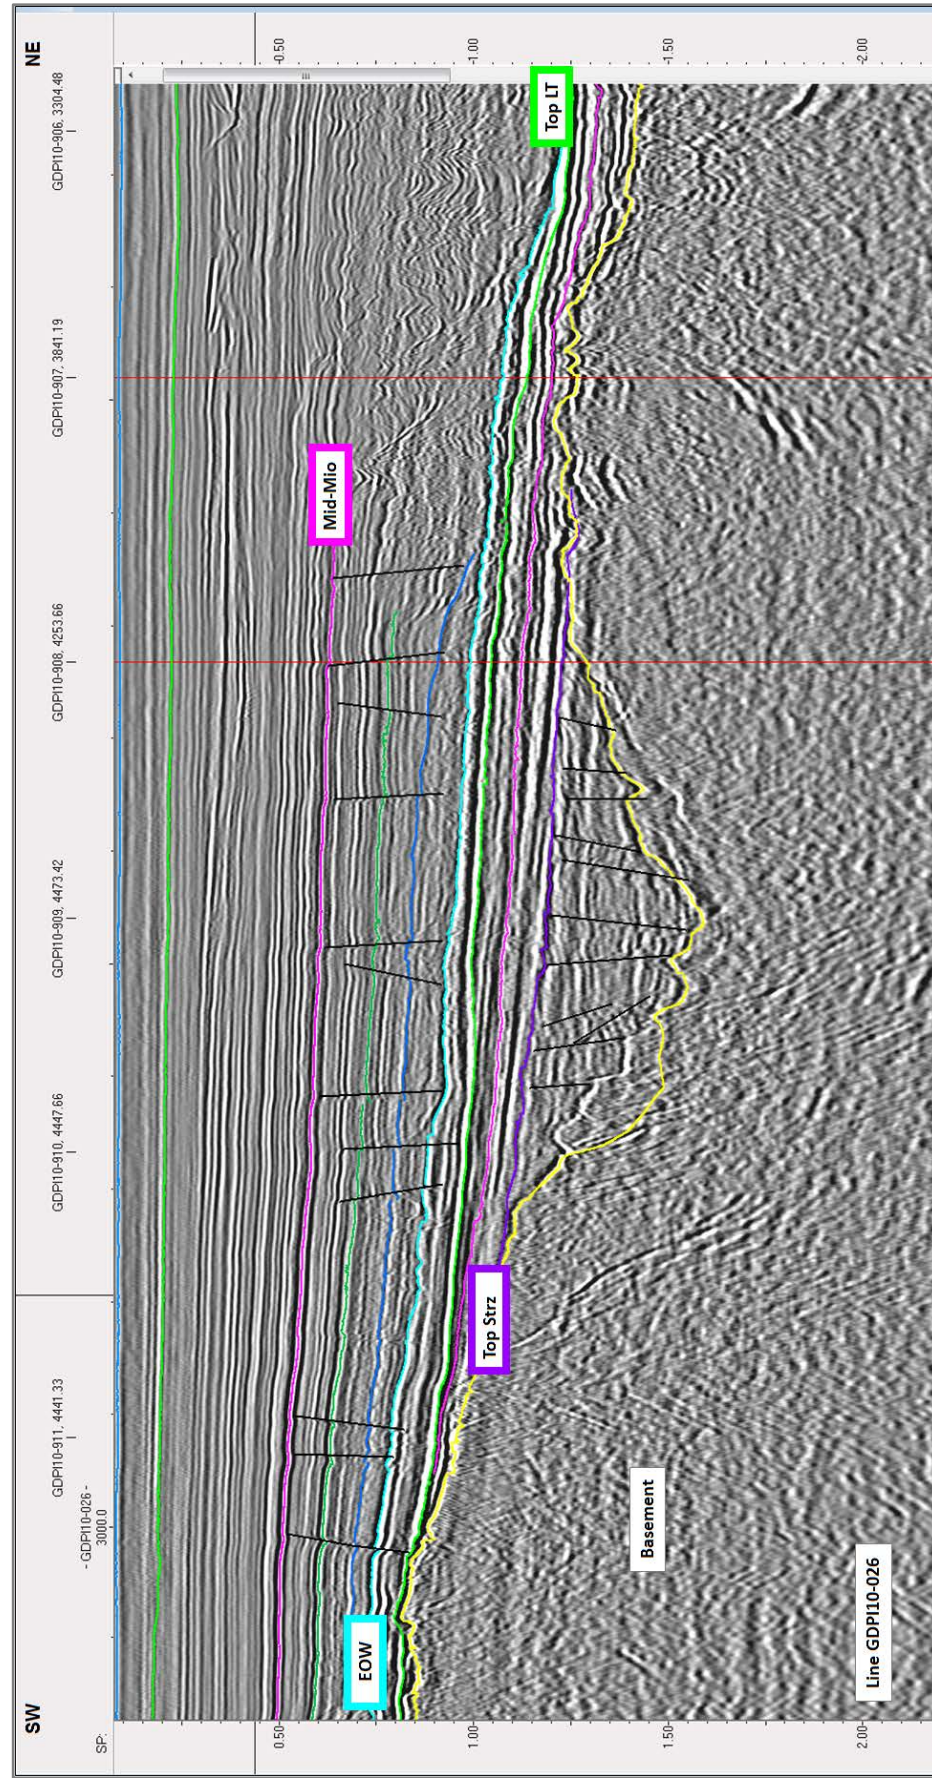 SW
NE
SP:
- GDPI10-026 -
3000.0
GDPI10-911, 4441.33
GDPI10-910, 4447.66
GDPI10-909, 4473.42
GDPI10-908, 4253.66
GDPI10-907, 3841.19
GDPI10-906, 3304.48
0.50
1.00
1.50
2.00
-0.50
-1.00
-1.50
-2.00
Mid-Mio
Top LT
EOW
Top Strz
Basement
Line GDPI10-026